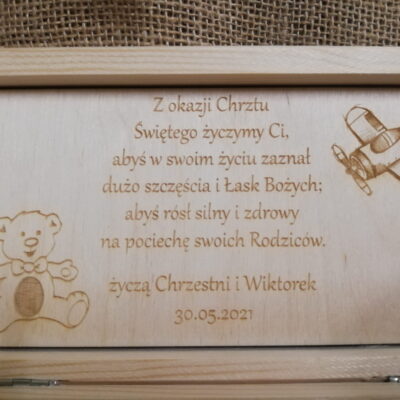 Z okazji Chrztu
Świętego życzymy Ci,
abyś w swoim życiu zaznał
dużo szczęścia i Łask Bożych;
abyś rósł silny i zdrowy
na pociechę swoich Rodziców.
życzą Chrzestni i Wiktorek
30.05.2021